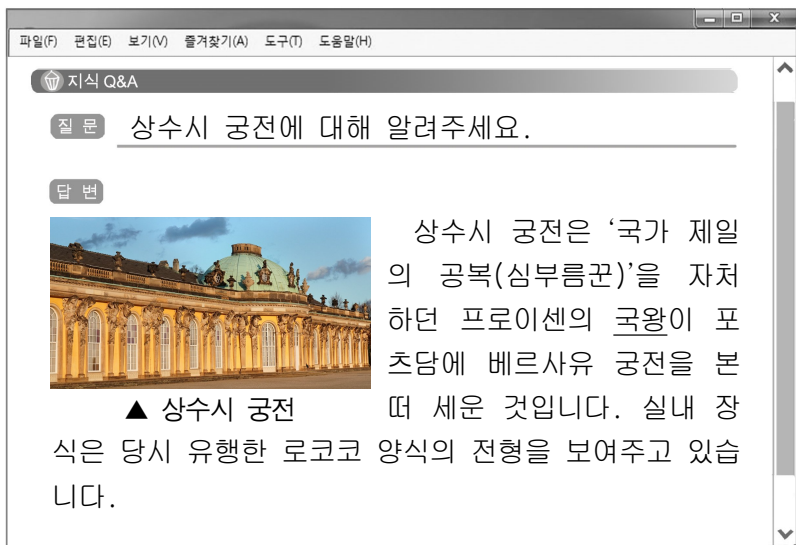 파일(F) 편집(E) 보기(V) 즐겨찾기(A) 도구(T) 도움말(H)
지식 Q&A
질 문 상수시 궁전에 대해 알려주세요.
답 변
상수시 궁전은 ‘국가 제일
의 공복(심부름꾼)’을 자처
하던 프로이센의 국왕이 포
츠담에 베르사유 궁전을 본
떠 세운 것입니다. 실내 장
▲ 상수시 궁전
식은 당시 유행한 로코코 양식의 전형을 보여주고 있습
니다.